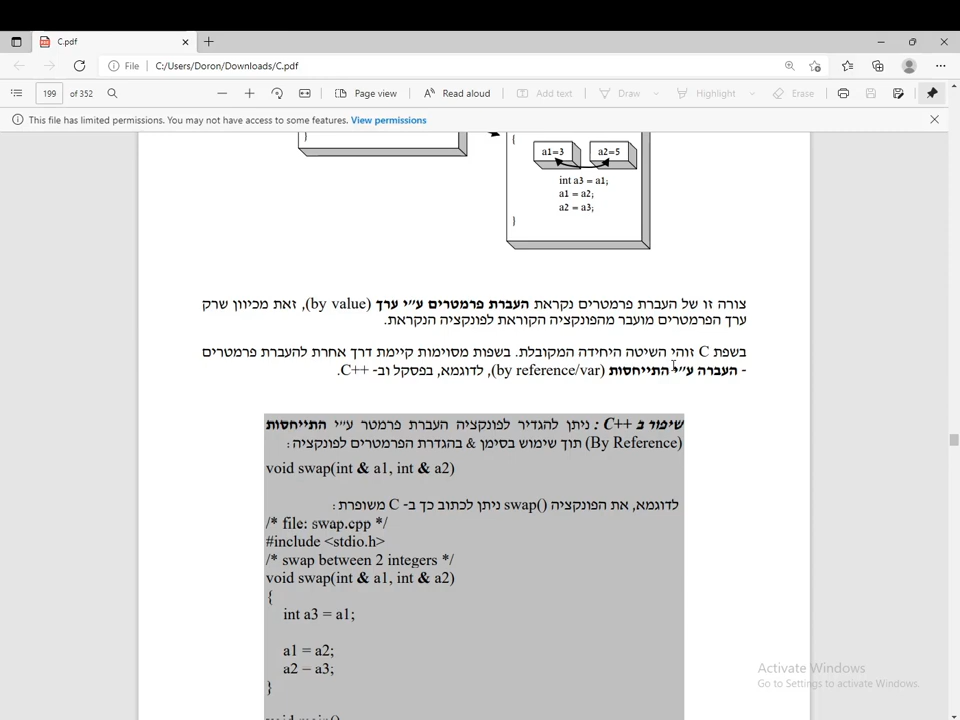 C.pdf
File
C:/Users/Doron/Downloads/C.pdf
199 of 352
Page view
Read aloud
Add text
Draw
Highlight
Erase
This file has limited permissions. You may not have access to some features. View permissions
}
{
a1=3 a2=5
int a3 = a1;
a1 = a2;
a2 = a3;
}
צורה זו של העברת פרמטרים נקראת העברת פרמטרים ע״י ערך (by value), זאת מכיוון שרק
ערך הפרמטרים מועבר מהפונקציה הקוראת לפונקציה הנקראת.
בשפת C זוהי השיטה היחידה המקובלת. בשפות מסוימות קיימת דרך אחרת להעברת פרמטרים
- העברה ע״י התייחסות (by reference/var), לדוגמא, בפסקל וב- C++.
שיפור ב C++ : ניתן להגדיר לפונקציה העברת פרמטר ע״י התייחסות
(By Reference) תוך שימוש בסימן & בהגדרת הפרמטרים לפונקציה :
void swap(int & a1, int & a2)
לדוגמא, את הפונקציה swap() ניתן לכתוב כך ב- C משופרת :
/* file: swap.cpp */
#include <stdio.h>
/* swap between 2 integers */
void swap(int & a1, int & a2)
{
int a3 = a1;
a1 = a2;
a2 – a3;
}
void main()
Activate Windows
Go to Settings to activate Windows.